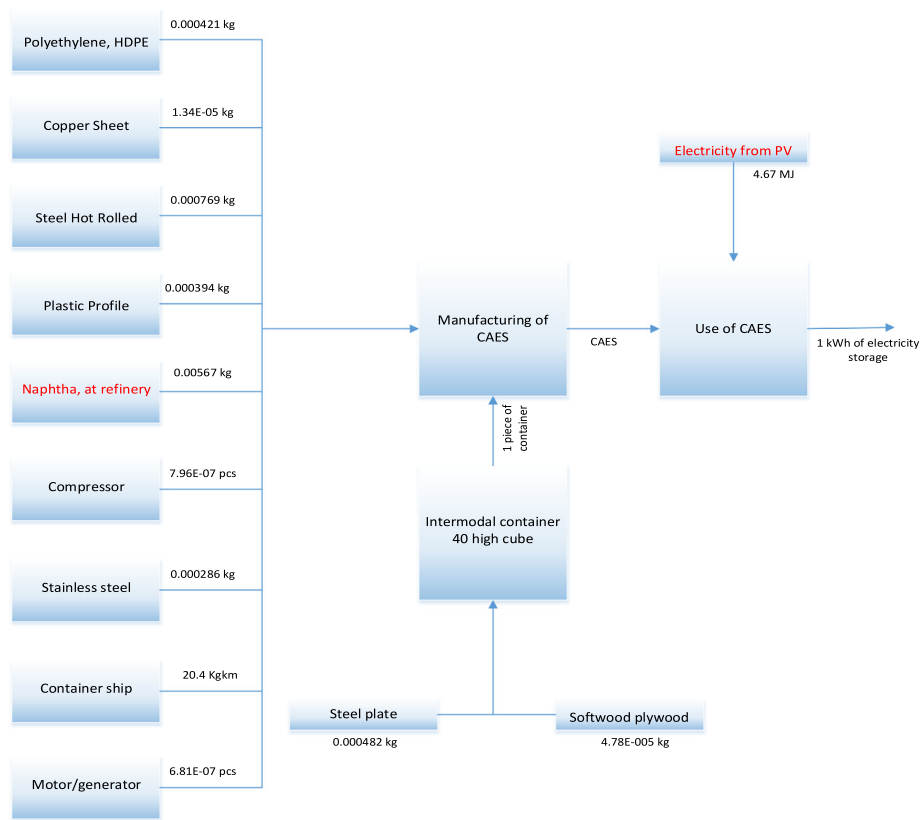 0.000421 kg
Polyethylene, HDPE
1.34E-05 kg
Copper Sheet
0.000769 kg
Steel Hot Rolled
0.000394 kg
Plastic Profile
0.00567 kg
Naphtha, at refinery
7.96E-07 pcs
Compressor
0.000286 kg
Stainless steel
20.4 Kgkm
Container ship
6.81E-07 pcs
Motor/generator
Manufacturing of
CAES
CAES
Electricity from PV
4.67 MJ
Use of CAES
1 kWh of electricity
storage
1 piece of
container
Intermodal container
40 high cube
Steel plate
0.000482 kg
Softwood plywood
4.78E-005 kg